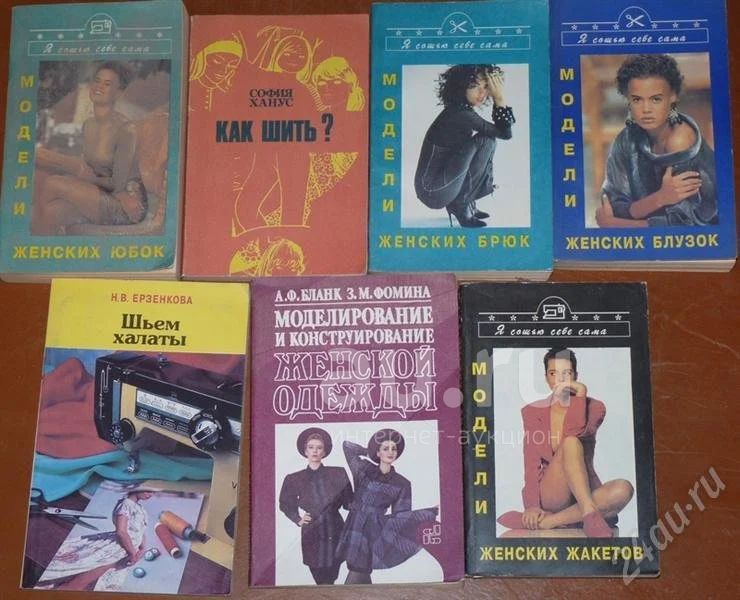 Я сошью себе сама
МОДЕЛИ
ЖЕНСКИХ ЮБОК
СОФИЯ
ХАНУС
КАК ШИТЬ?
Я сошью себе сама
МОДЕЛИ
ЖЕНСКИХ БРЮК
Я сошью себе сама
МОДЕЛИ
ЖЕНСКИХ БЛУЗОК
Н.В. ЕРЗЕНКОВА
Шьем
халаты
А.Ф.БЛАНК З.М.ФОМИНА
МОДЕЛИРОВАНИЕ
И КОНСТРУИРОВАНИЕ
ЖЕНСКОЙ
ОДЕЖДЫ
Я сошью себе сама
МОДЕЛИ
ЖЕНСКИХ ЖАКЕТОВ
.ru
интернет-аукцион
24au.ru